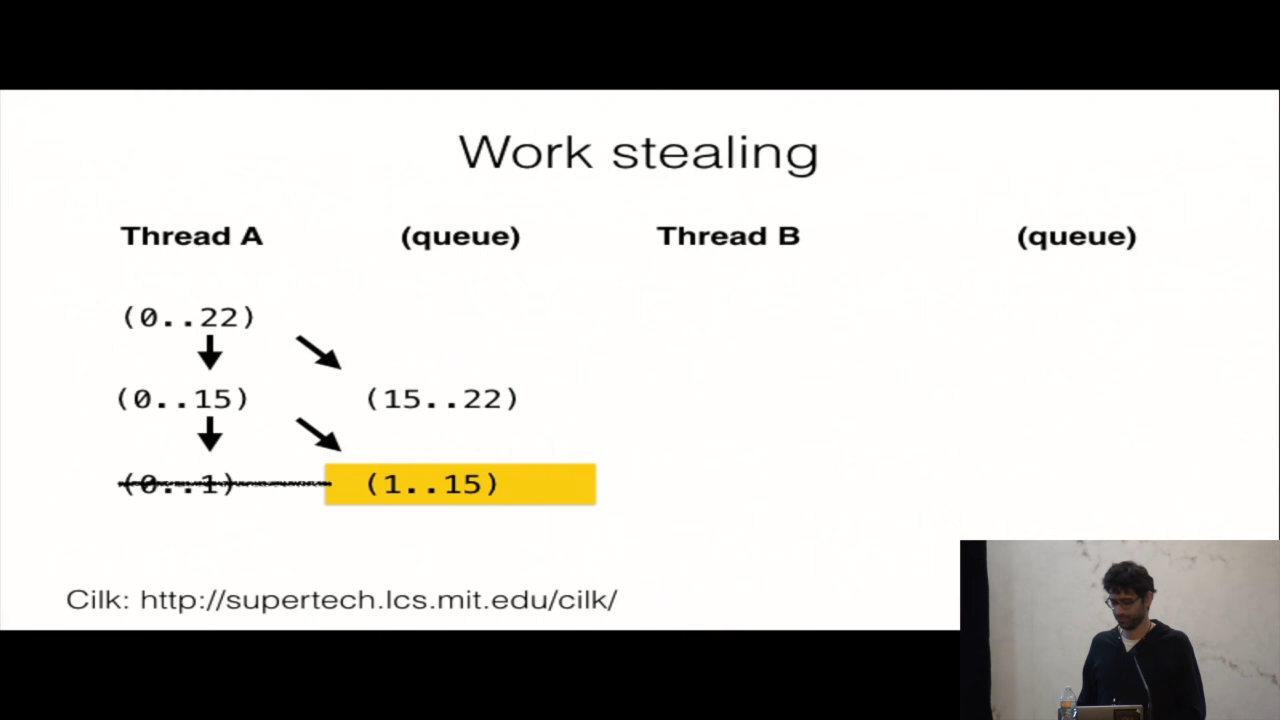 Work stealing
Thread A (queue) Thread B (queue)
(0..22)
(0..15) (15..22)
(0..1) (1..15)
Cilk: http://supertech.lcs.mit.edu/cilk/